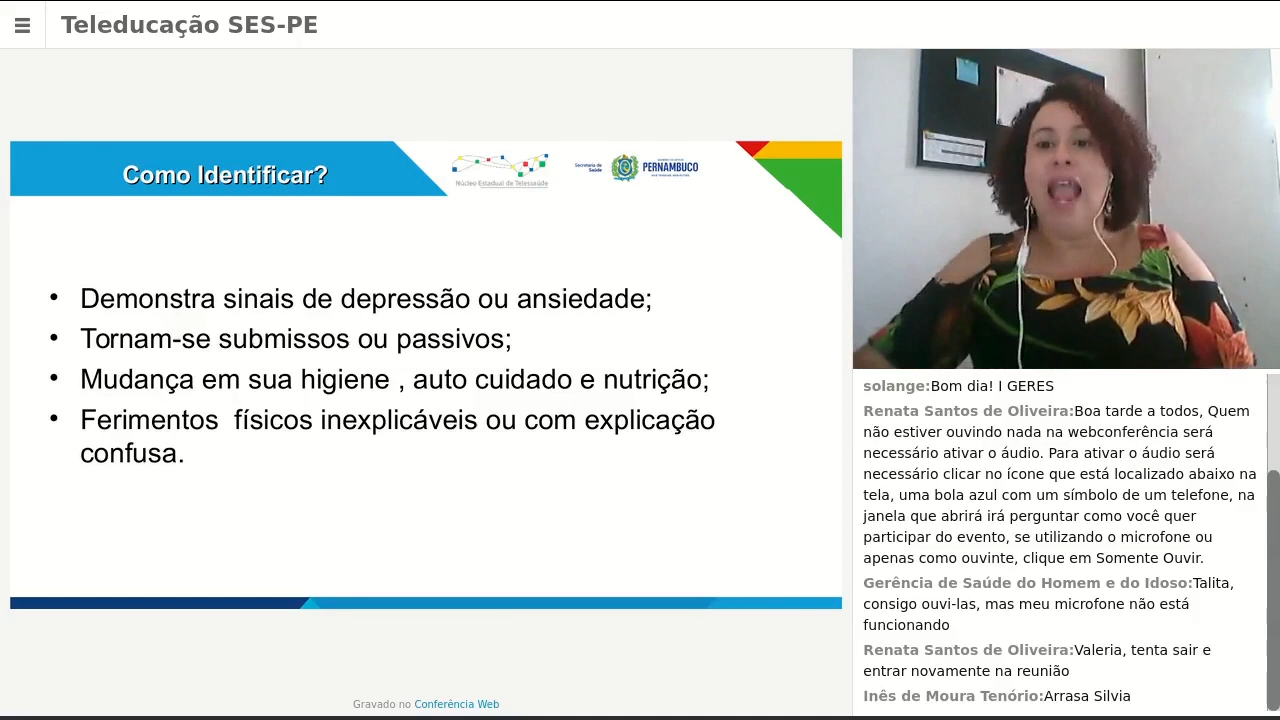 Teleducação SES-PE
Como Identificar?
Núcleo Estadual de Telessaúde
Secretaria de
Saúde
PERNAMBUCO
• Demonstra sinais de depressão ou ansiedade;
• Tornam-se submissos ou passivos;
• Mudança em sua higiene , auto cuidado e nutrição;
• Ferimentos  físicos inexplicáveis ou com explicação
confusa.
Gravado no Conferência Web
solange:Bom dia! I GERES
Renata Santos de Oliveira:Boa tarde a todos, Quem
não estiver ouvindo nada na webconferência será
necessário ativar o áudio. Para ativar o áudio será
necessário clicar no ícone que está localizado abaixo na
tela, uma bola azul com um símbolo de um telefone, na
janela que abrirá irá perguntar como você quer
participar do evento, se utilizando o microfone ou
apenas como ouvinte, clique em Somente Ouvir.
Gerência de Saúde do Homem e do Idoso:Talita,
consigo ouvi-las, mas meu microfone não está
funcionando
Renata Santos de Oliveira:Valeria, tenta sair e
entrar novamente na reunião
Inês de Moura Tenório:Arrasa Silvia